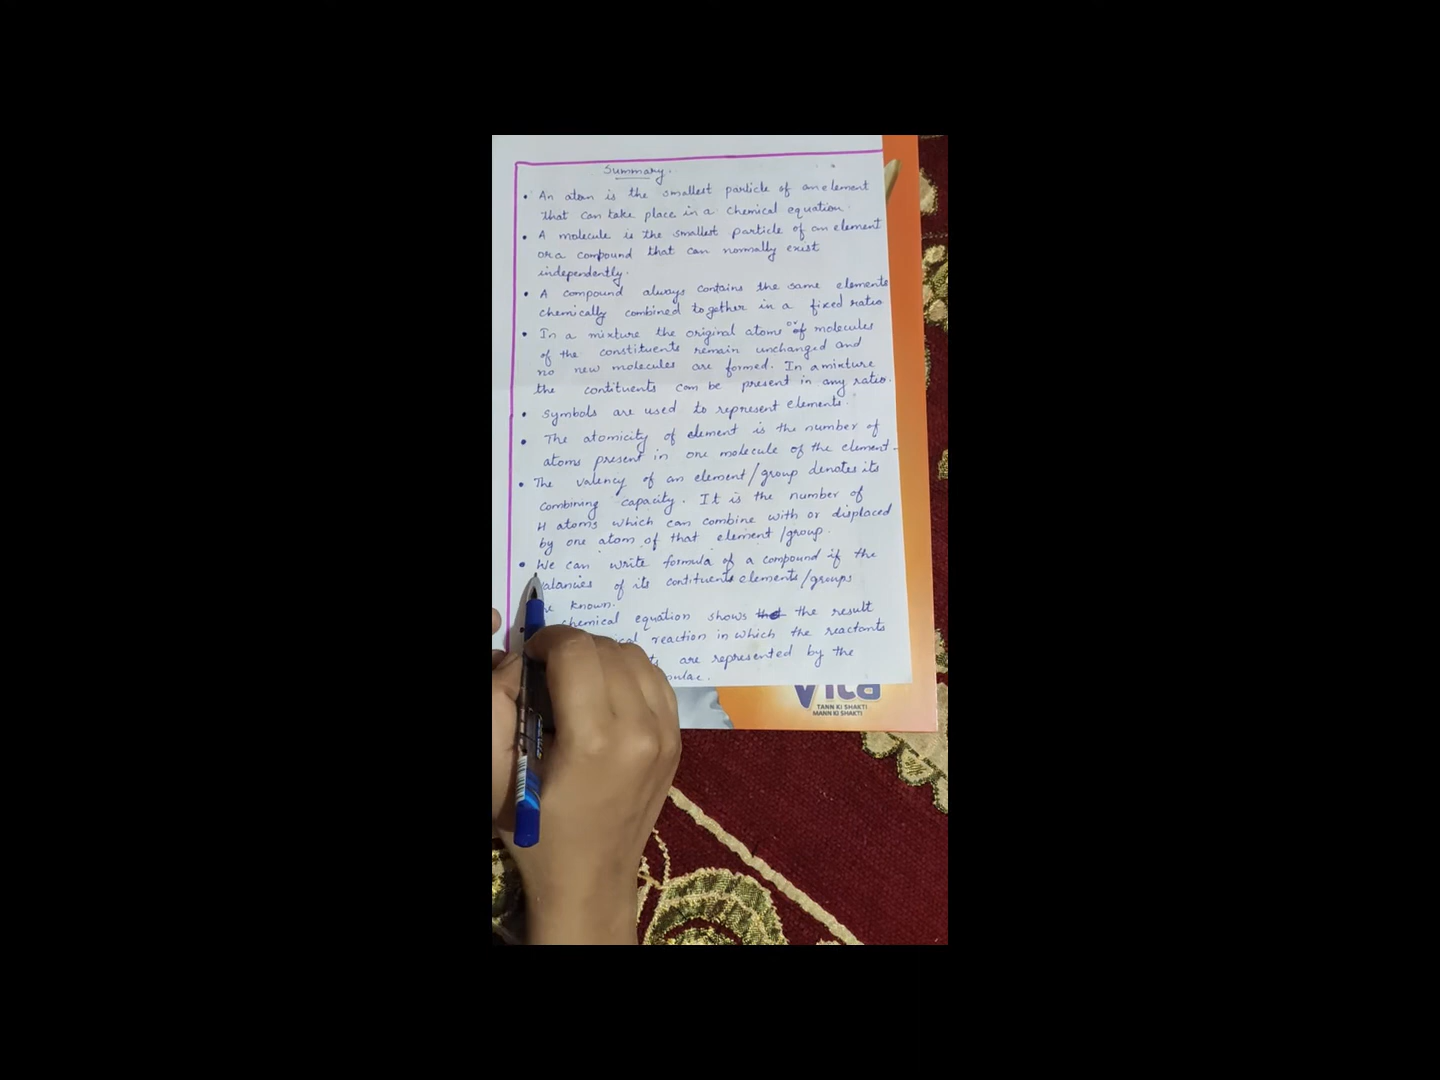 Summary.
• An atom is the smallest particle of an element
that can take place in a chemical equation.
• A molecule is the smallest particle of an element
or a compound that can normally exist
independently.
• A compound always contains the same elements
chemically combined together in a fixed ratio
• In a mixture the original atoms or of molecules
of the constituents remain unchanged and
no new molecules are formed. In a mixture
the contituents can be present in any ratio.
• Symbols are used to represent elements.
• The atomicity of element is the number of
atoms present in one molecule of the element.
• The valency of an element/group denotes its
combining capacity. It is the number of
H atoms which can combine with or displaced
by one atom of that element/group.
• We can write formula of a compound if the
valancies of its contituents elements/groups
known.
chemical equation shows the result
reaction in which the reactants
are represented by the
Vita
TANN KI SHAKTI
MANN KI SHAKTI